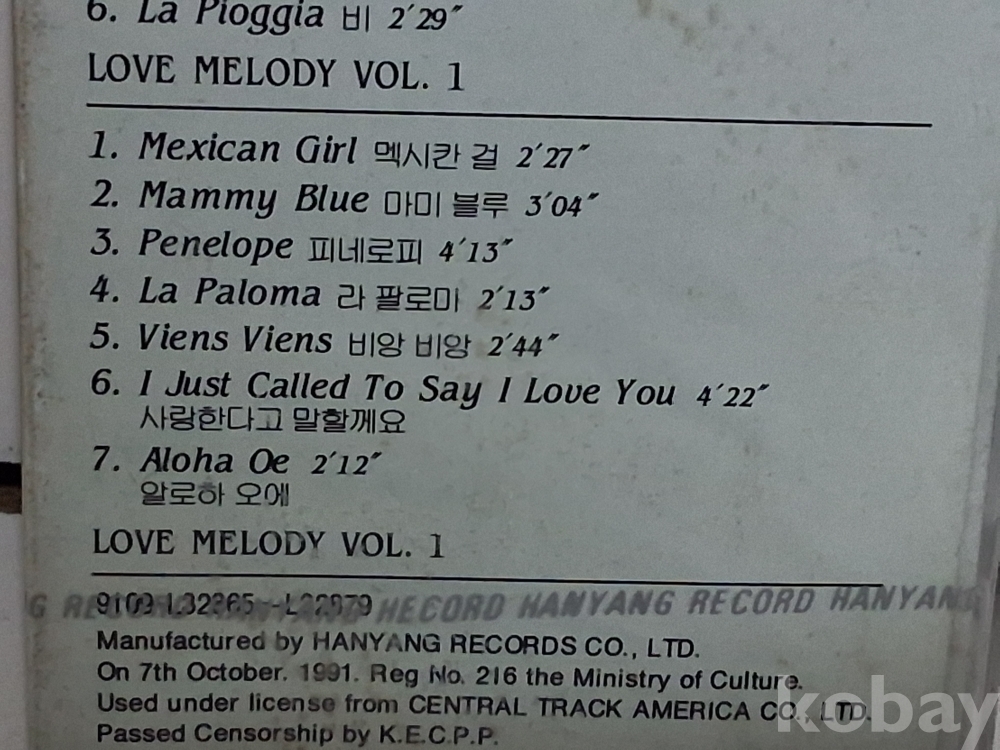 6. La Pioggia 비 2′29″
LOVE MELODY VOL. 1
1. Mexican Girl 멕시칸 걸 2′27″
2. Mammy Blue 마미 블루 3′04″
3. Penelope 피네로피 4′13″
4. La Paloma 라 팔로마 2′13″
5. Viens Viens 비앙 비앙 2′44″
6. I Just Called To Say I Love You 4′22″
사랑한다고 말할께요
7. Aloha Oe 2′12″
알로하 오에
LOVE MELODY VOL. 1
9109
RECORD HANYANG RECORD HANYANG
Manufactured by HANYANG RECORDS CO., LTD.
On 7th October. 1991. Reg No. 216 the Ministry of Culture.
Used under license from CENTRAL TRACK AMERICA CO., LTD.
Passed Censorship by K.E.C.P.P.
kobay